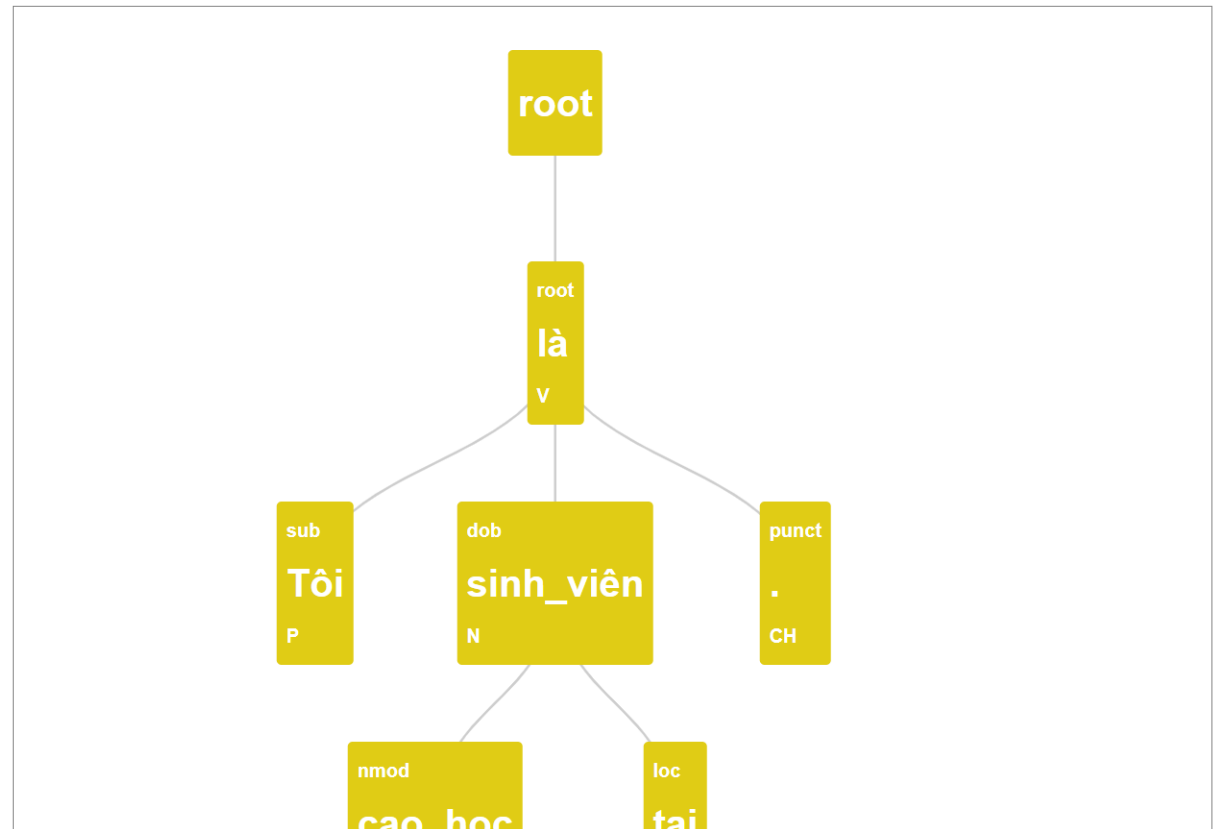 root
root
là
V
sub
Tôi
P
dob
sinh_viên
N
punct
.
CH
nmod
loc